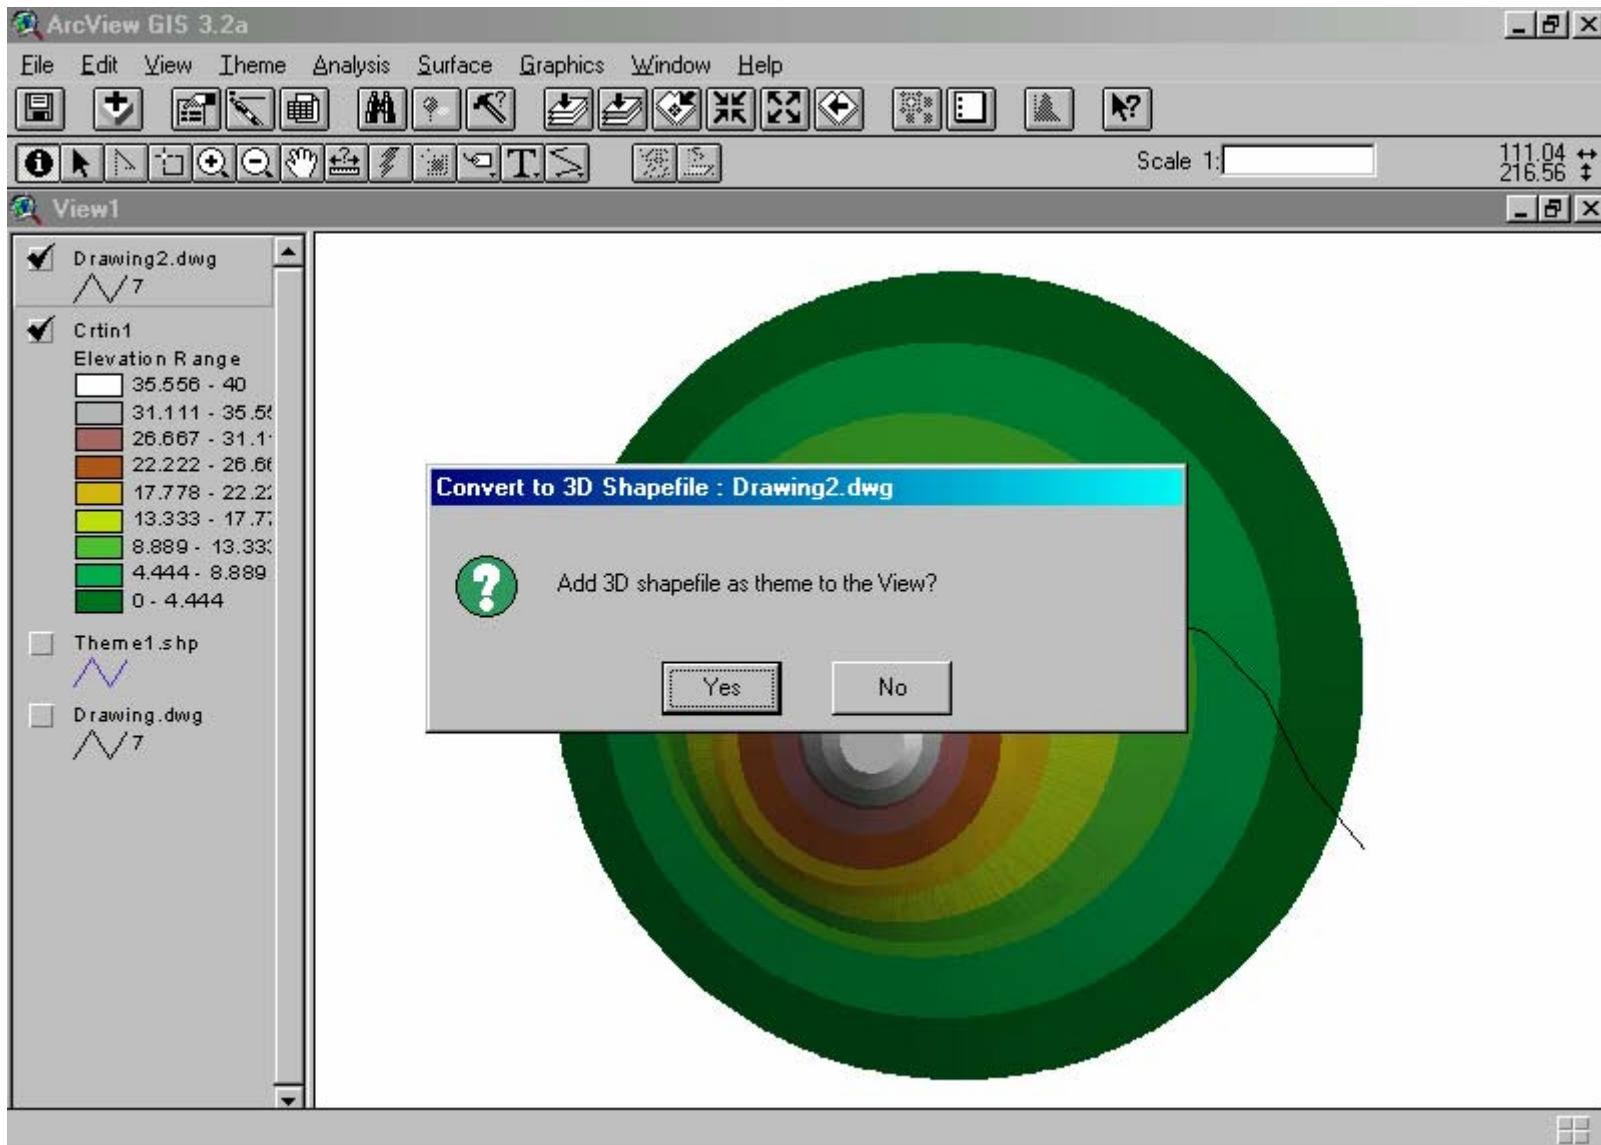 ArcView GIS 3.2a
File Edit View Theme Analysis Surface Graphics Window Help
Scale 1:
111.04
216.56
View1
Drawing2.dwg
7
Crtin1
Elevation Range
35.556 - 40
31.111 - 35.5
26.667 - 31.1
22.222 - 26.6
17.778 - 22.2
13.333 - 17.7
8.889 - 13.33
4.444 - 8.889
0 - 4.444
Theme1.shp
Drawing.dwg
7
Convert to 3D Shapefile : Drawing2.dwg
Add 3D shapefile as theme to the View?
Yes No